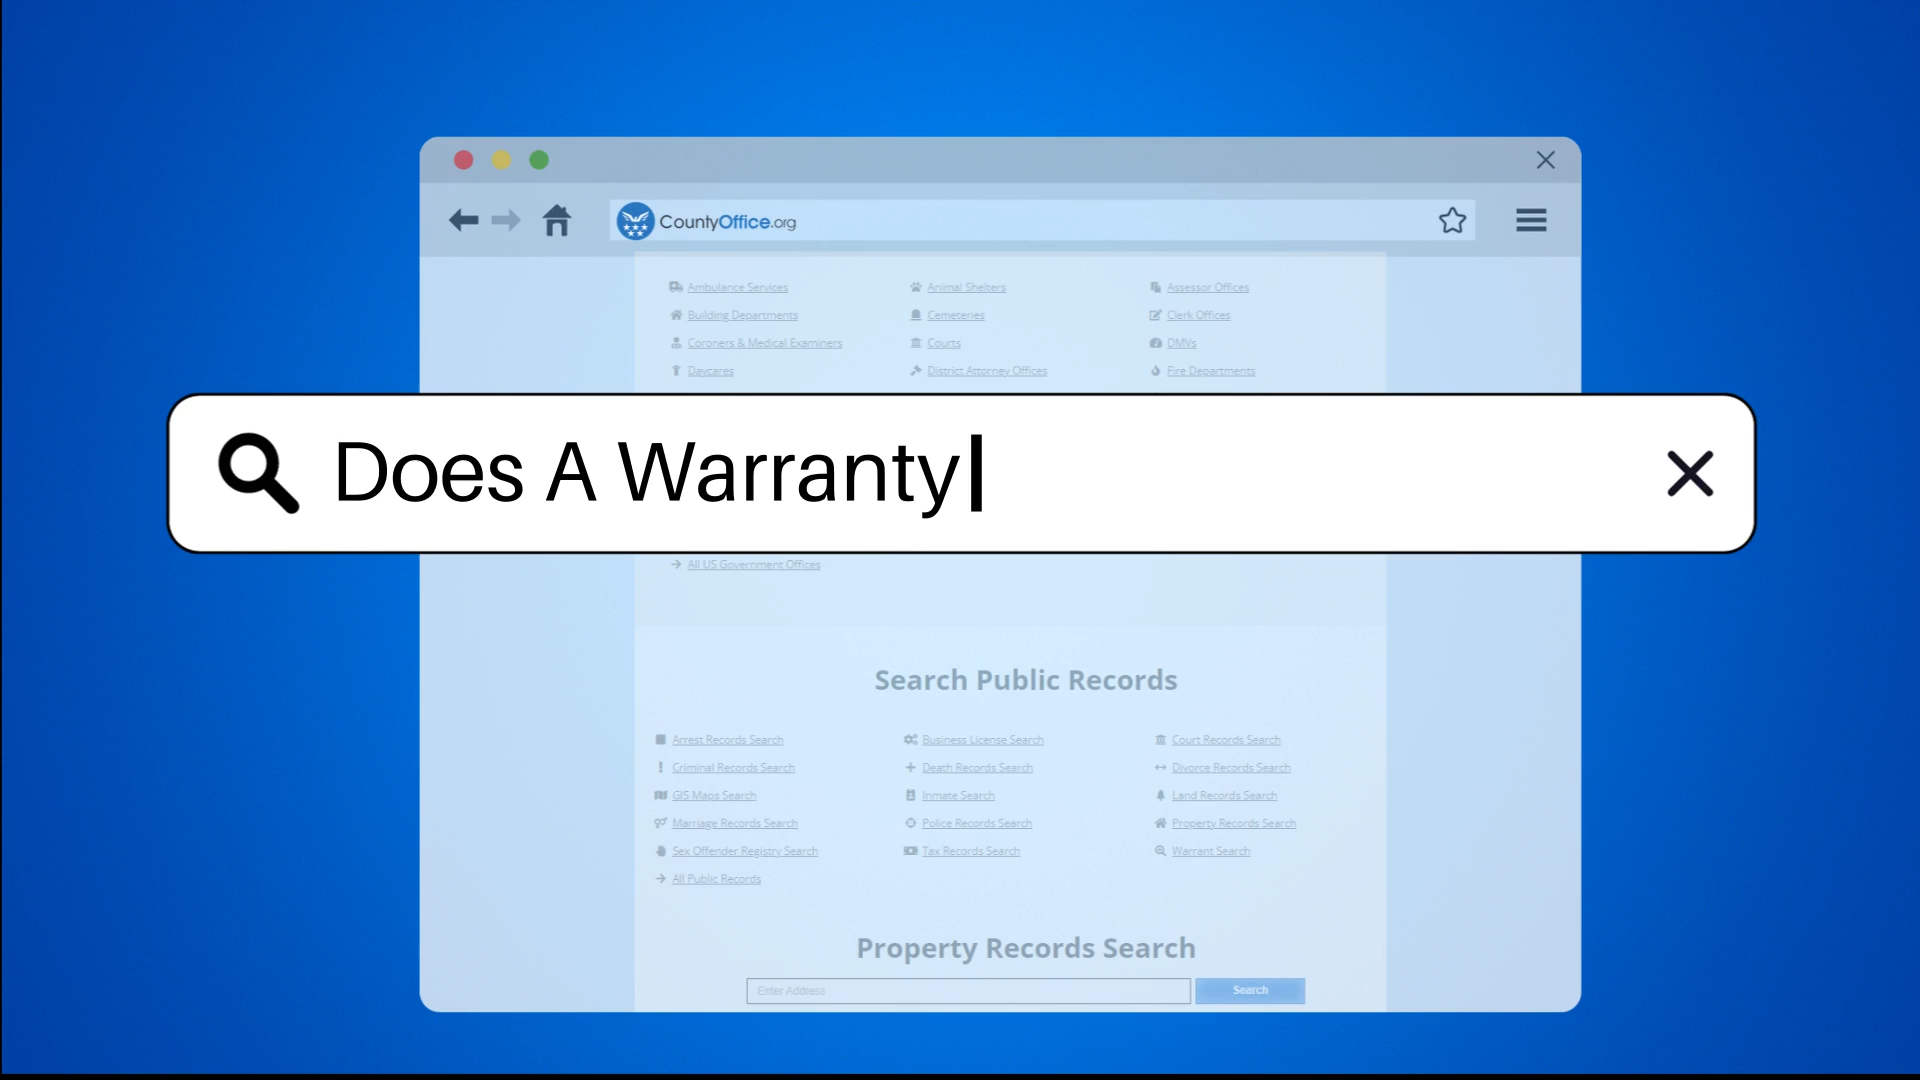 CountyOffice.org
Ambulance Services Animal Shelters Assessor Offices
Building Departments Cemeteries Clerk Offices
Coroners & Medical Examiners Courts DMVs
Daycares District Attorney Offices Fire Departments
Does A Warranty
All US Government Offices
Search Public Records
Arrest Records Search Business License Search Court Records Search
Criminal Records Search Death Records Search Divorce Records Search
GIS Maps Search Inmate Search Land Records Search
Marriage Records Search Police Records Search Property Records Search
Sex Offender Registry Search Tax Records Search Warrant Search
All Public Records
Property Records Search
Enter Address Search